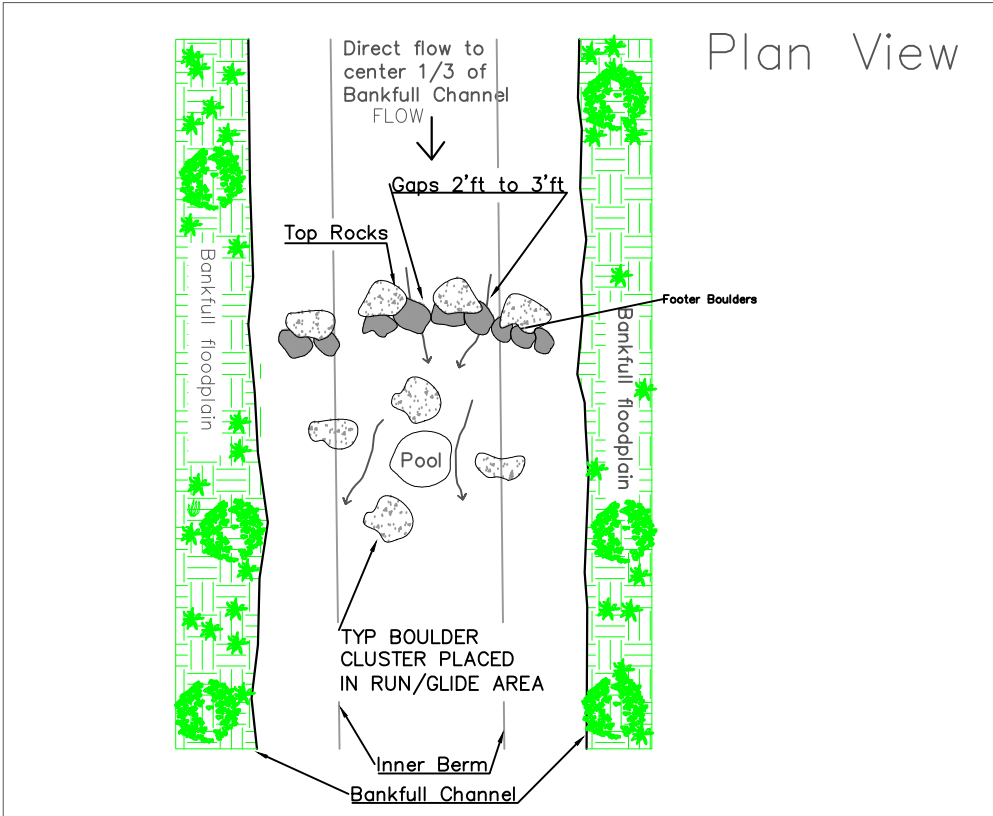 Plan View
Direct flow to
center 1/3 of
Bankfull Channel
FLOW
Gaps 2'ft to 3'ft
Top Rocks
Footer Boulders
Bankfull floodplain
Bankfull floodplain
Pool
TYP BOULDER
CLUSTER PLACED
IN RUN/GLIDE AREA
Inner Berm
Bankfull Channel